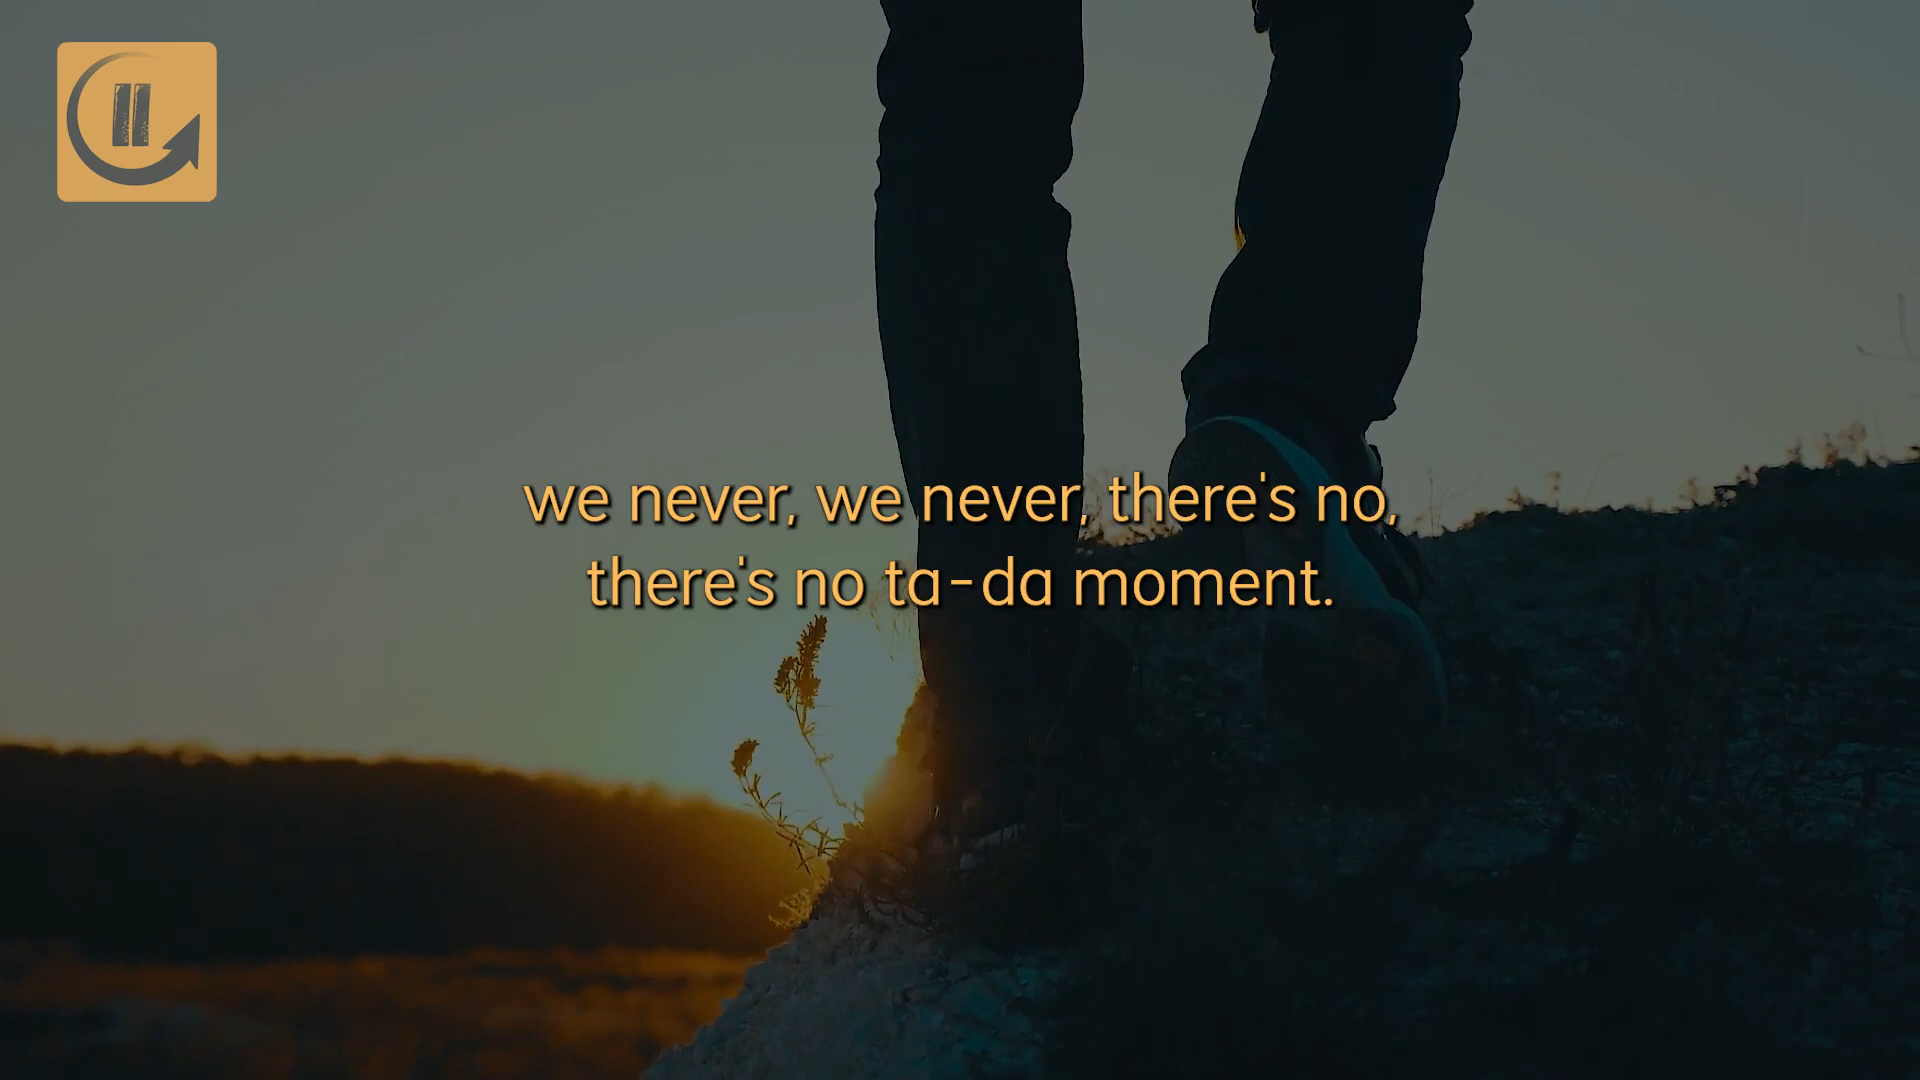 we never, we never, there's no,
there's no ta-da moment.